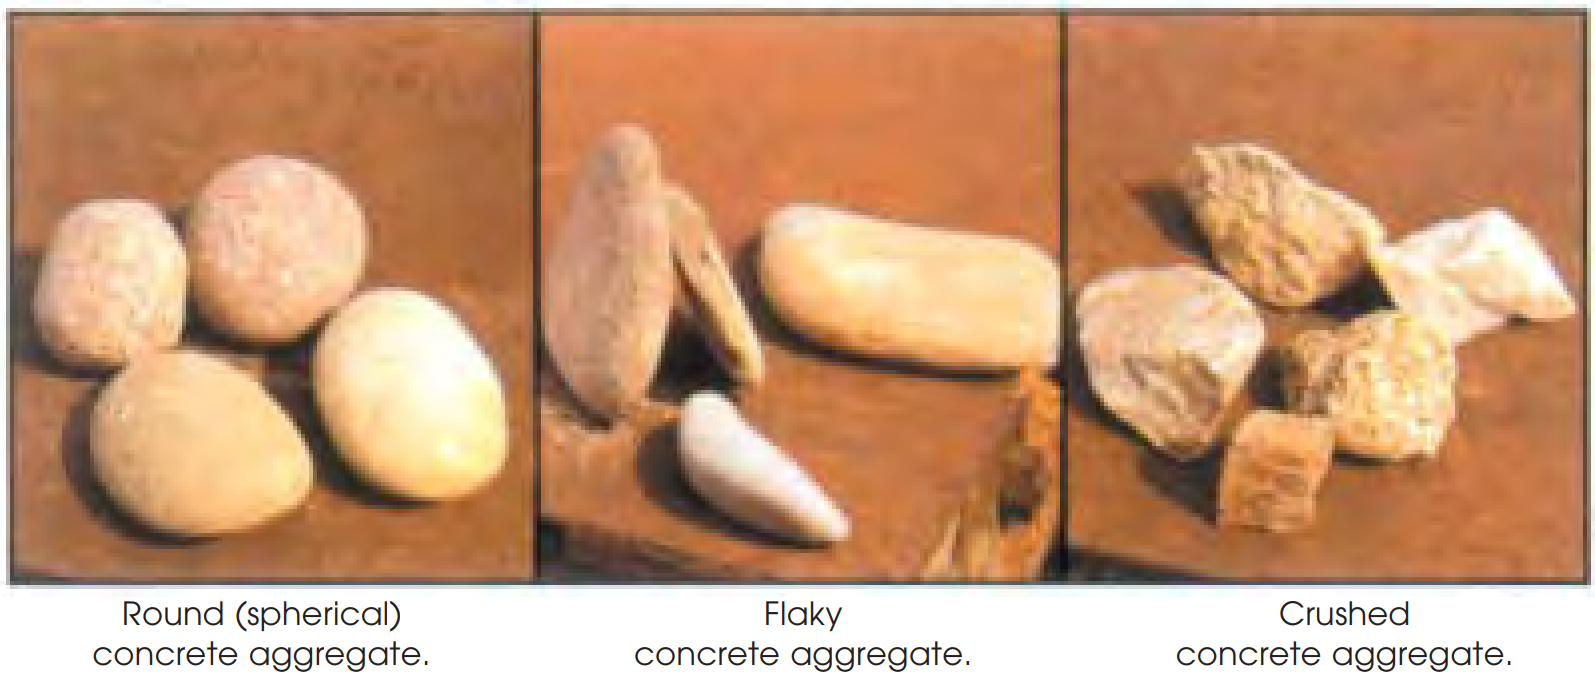 Round (spherical)
concrete aggregate.
Flaky
concrete aggregate.
Crushed
concrete aggregate.